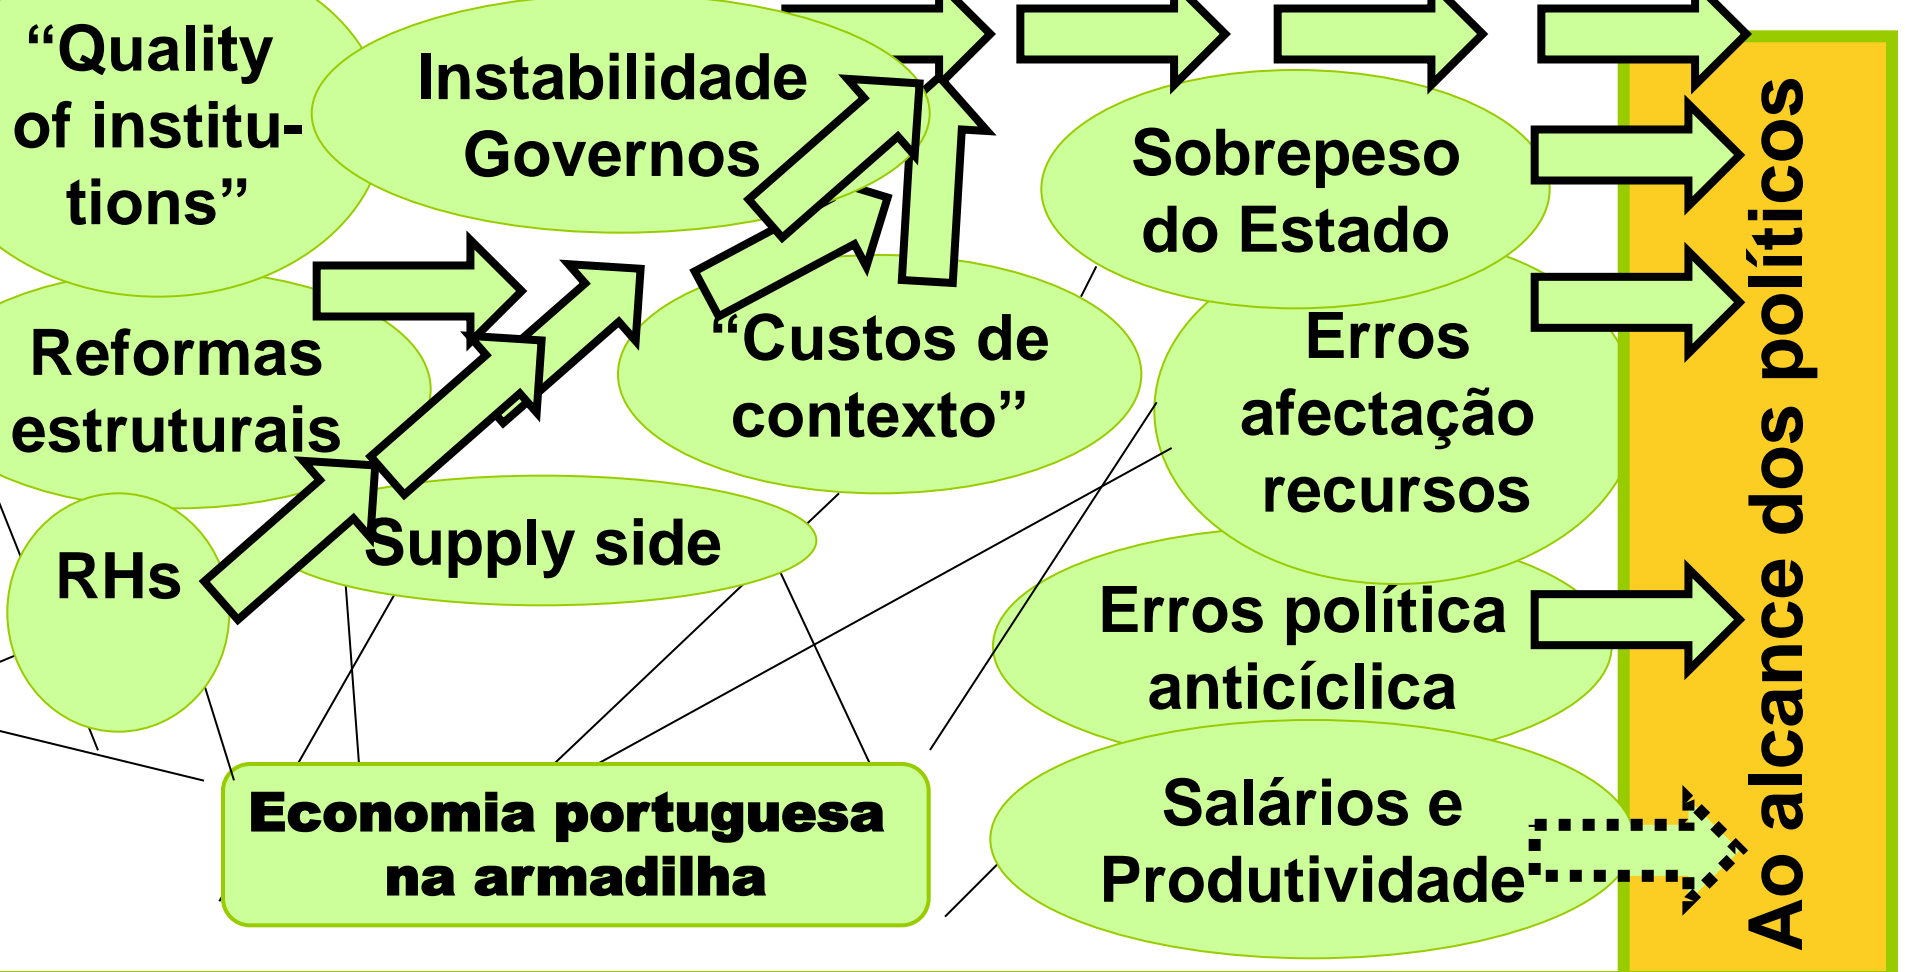 “Quality
of institu-
tions”
Instabilidade
Governos
Sobrepeso
do Estado
Reformas
estruturais
“Custos de
contexto”
Erros
afectação
recursos
RHs
Supply side
Erros política
anticíclica
Economia portuguesa
na armadilha
Salários e
Produtividade
Ao alcance dos políticos